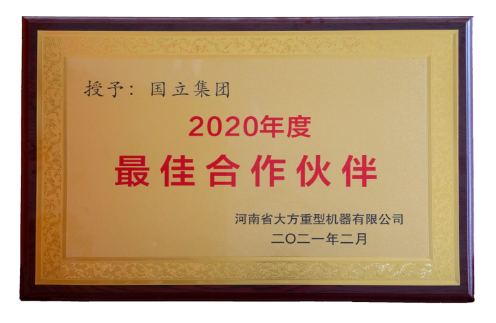 授予：国立集团
2020年度
最佳合作伙伴
河南省大方重型机器有限公司
二〇二一年二月